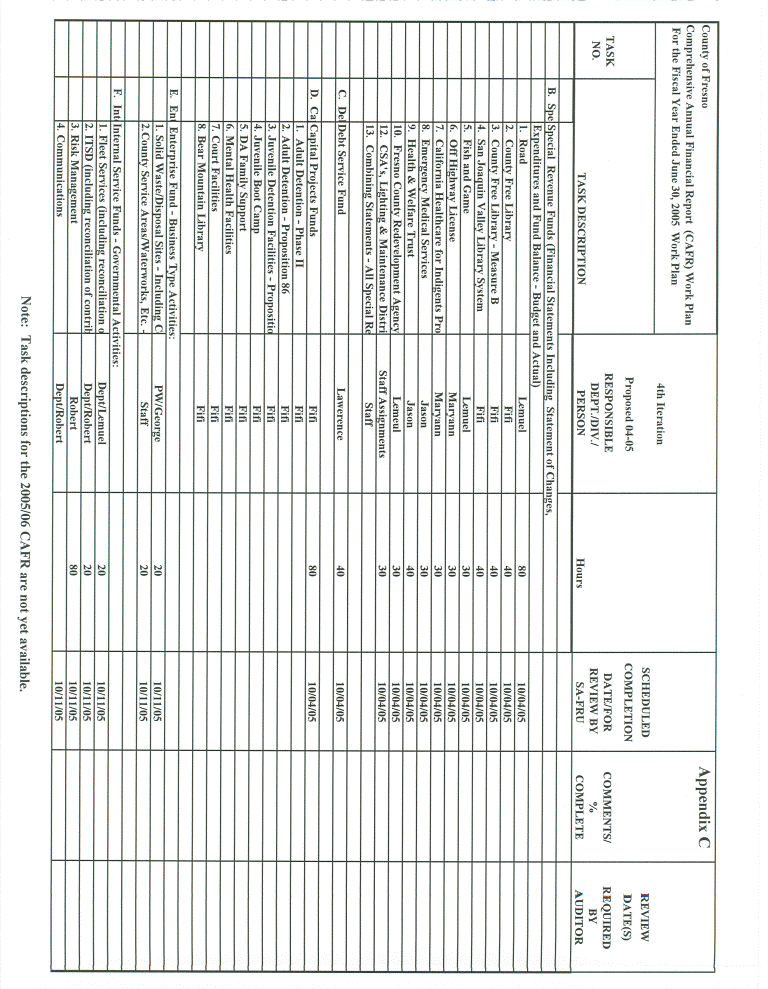 County of Fresno
Comprehensive Annual Financial Report (CAFR) Work Plan
For the Fiscal Year Ended June 30, 2005 Work Plan
4th Iteration
Appendix C
TASK NO.
TASK DESCRIPTION
Proposed 04-05
RESPONSIBLE
DEPT./DIV./
PERSON
Hours
SCHEDULED
COMPLETION
DATE/FOR
REVIEW BY
SA-FRU
COMMENTS/
%
COMPLETE
REVIEW
DATE(S)
REQUIRED
BY
AUDITOR
B. Spe Special Revenue Funds (Financial Statements Including Statement of Changes,
Expenditures and Fund Balance - Budget and Actual)
1. Road Lemuel 80 10/04/05
2. County Free Library Fifi 40 10/04/05
3. County Free Library - Measure B Fifi 40 10/04/05
4. San Joaquin Valley Library System Fifi 40 10/04/05
5. Fish and Game Lemuel 30 10/04/05
6. Off Highway License Maryann 30 10/04/05
7. California Healthcare for Indigents Pro Maryann 30 10/04/05
8. Emergency Medical Services Jason 30 10/04/05
9. Health & Welfare Trust Jason 40 10/04/05
10. Fresno County Redevelopment Agency Lemeul 30 10/04/05
12. CSA's, Lighting & Maintenance Distri Staff Assignments 30 10/04/05
13. Combining Statements - All Special Re Staff
C. Del Debt Service Fund Lawerence 40 10/04/05
D. Ca Capital Projects Funds Fifi 80 10/04/05
1. Adult Detention - Phase II Fifi
2. Adult Detention - Proposition 86 Fifi
3. Juvenile Detention Facilities - Propositio Fifi
4. Juvenile Boot Camp Fifi
5. DA Family Support Fifi
6. Mental Health Facilities Fifi
7. Court Facilities Fifi
8. Bear Mountain Library Fifi
E. Ent Enterprise Fund - Business Type Activities:
1. Solid Waste/Disposal Sites - Including C PW/George 20 10/11/05
2.County Service Areas/Waterworks, Etc. - Staff 20 10/11/05
F. Int Internal Service Funds - Governmental Activities:
1. Fleet Services (including reconciliation o Dept/Lemuel 20 10/11/05
2. ITSD (including reconciliation of contril Dept/Robert 20 10/11/05
3. Risk Management Robert 80 10/11/05
4. Communications Dept/Robert 10/11/05
Note: Task descriptions for the 2005/06 CAFR are not yet available.